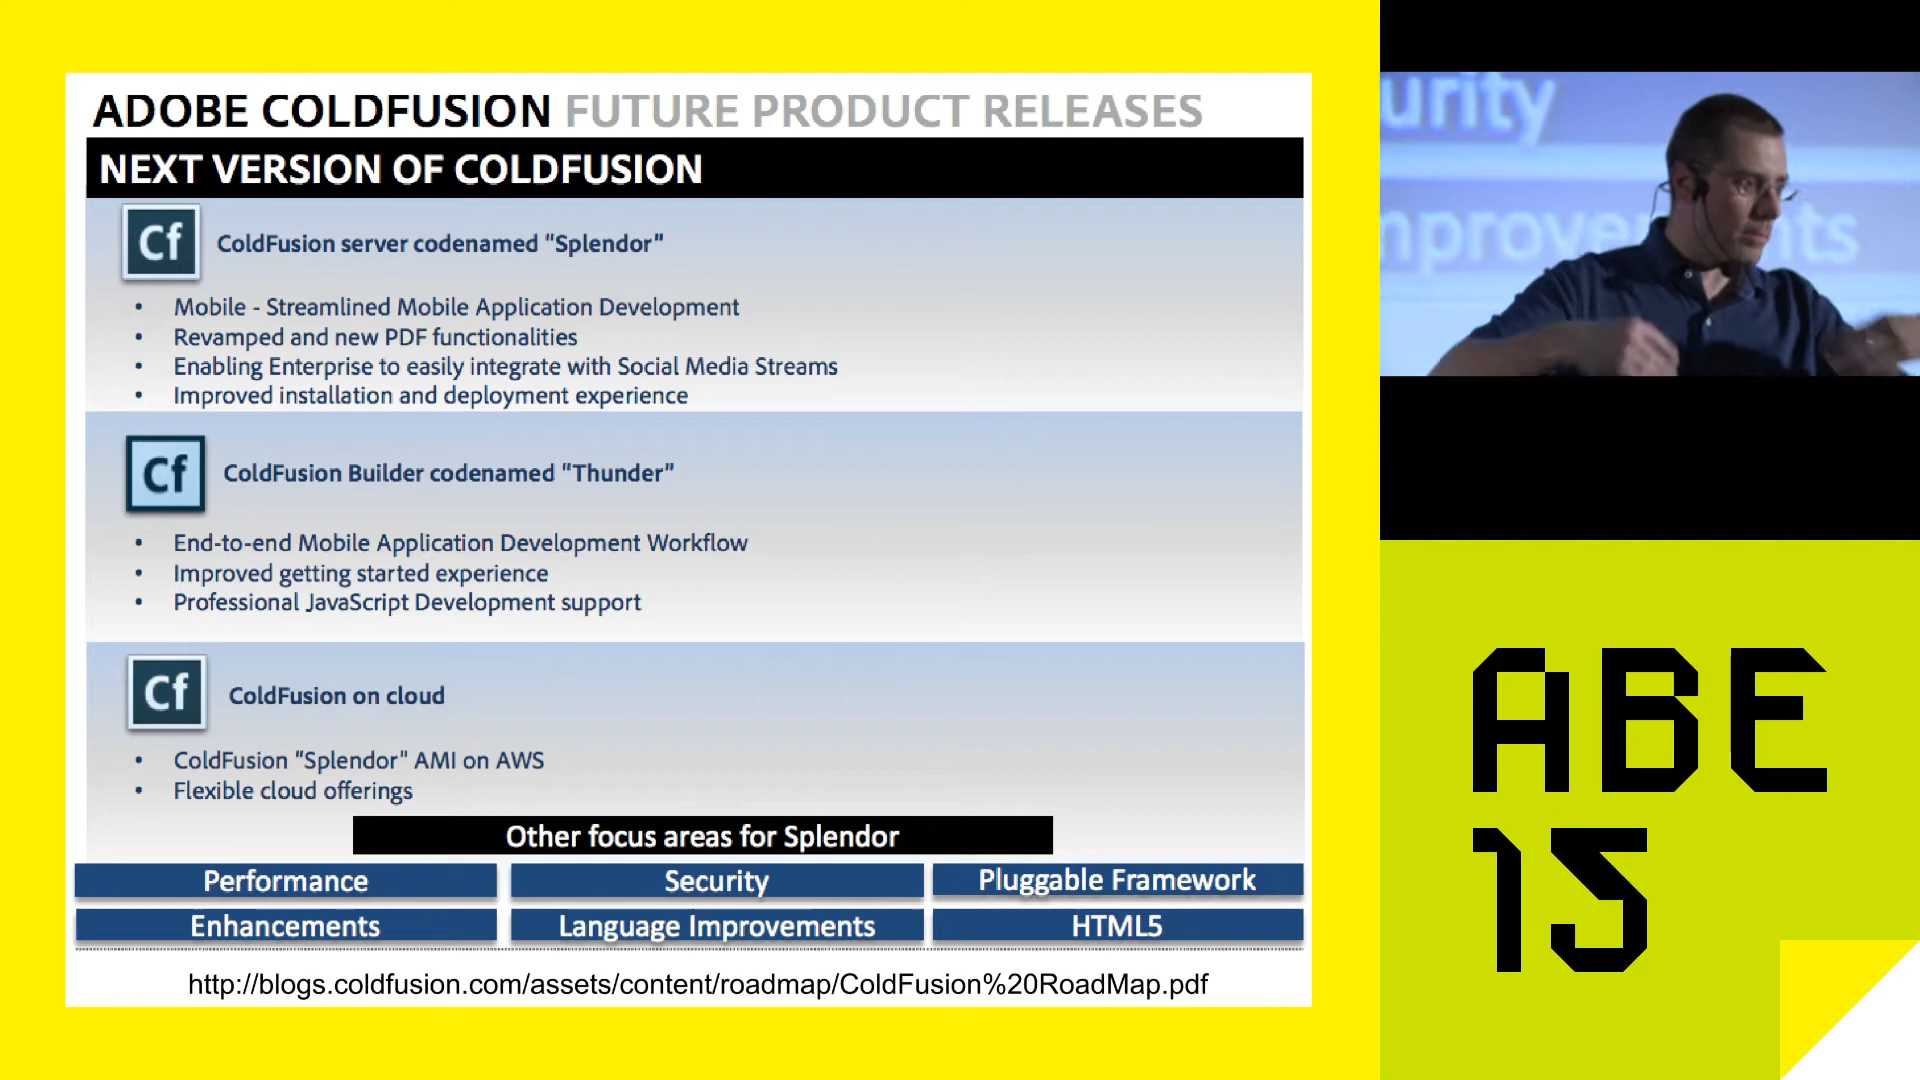 ADOBE COLDFUSION FUTURE PRODUCT RELEASES
NEXT VERSION OF COLDFUSION
Cf
ColdFusion server codenamed "Splendor"
• Mobile - Streamlined Mobile Application Development
• Revamped and new PDF functionalities
• Enabling Enterprise to easily integrate with Social Media Streams
• Improved installation and deployment experience
Cf
ColdFusion Builder codenamed "Thunder"
• End-to-end Mobile Application Development Workflow
• Improved getting started experience
• Professional JavaScript Development support
Cf
ColdFusion on cloud
• ColdFusion "Splendor" AMI on AWS
• Flexible cloud offerings
Other focus areas for Splendor
Performance
Security
Pluggable Framework
Enhancements
Language Improvements
HTML5
http://blogs.coldfusion.com/assets/content/roadmap/ColdFusion%20RoadMap.pdf
urity
ABE
15